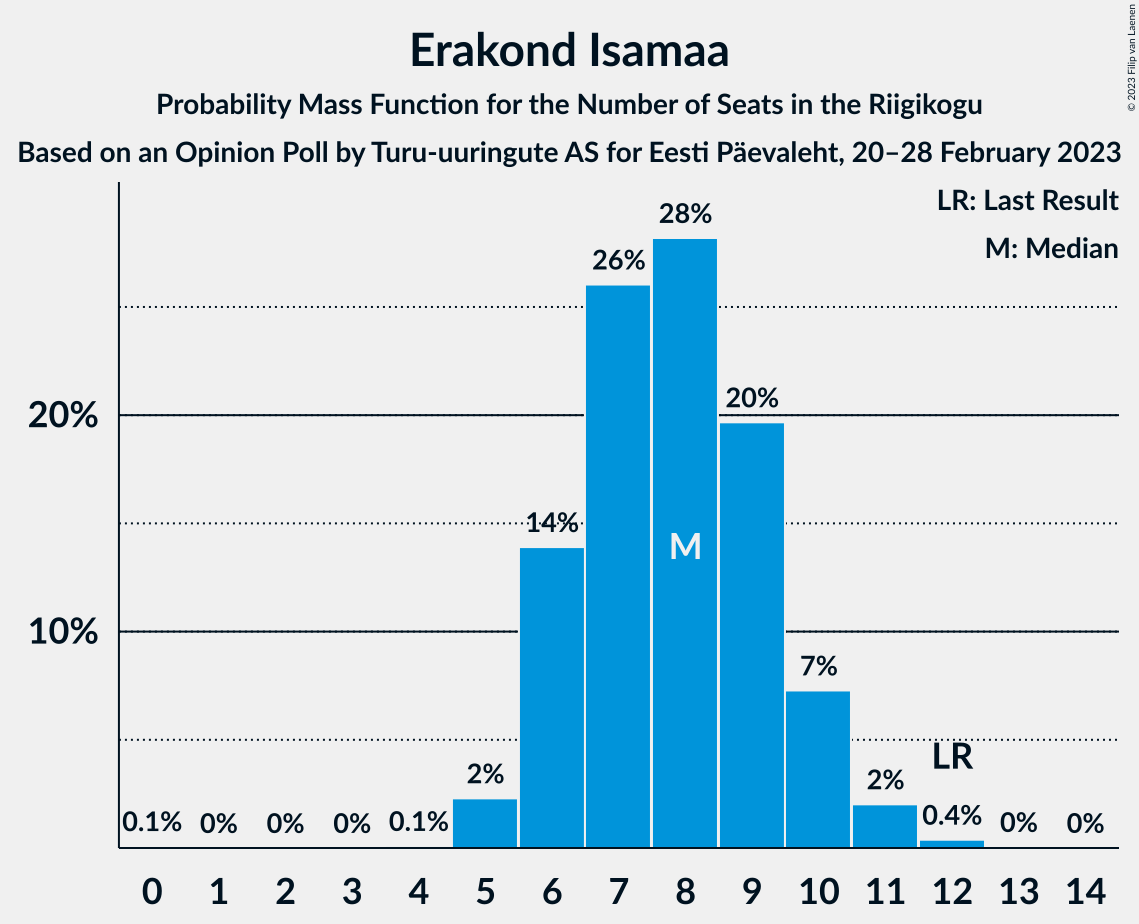 Erakond Isamaa
Probability Mass Function for the Number of Seats in the Riigikogu
Based on an Opinion Poll by Turu-uuringute AS for Eesti Päevaleht, 20–28 February 2023
© 2023 Filip van Laenen
LR: Last Result
M: Median
28%
26%
20%
20%
14%
M
10%
7%
LR
2%
2%
0.1% 0% 0% 0% 0.1% 0.4% 0% 0%
0 1 2 3 4 5 6 7 8 9 10 11 12 13 14